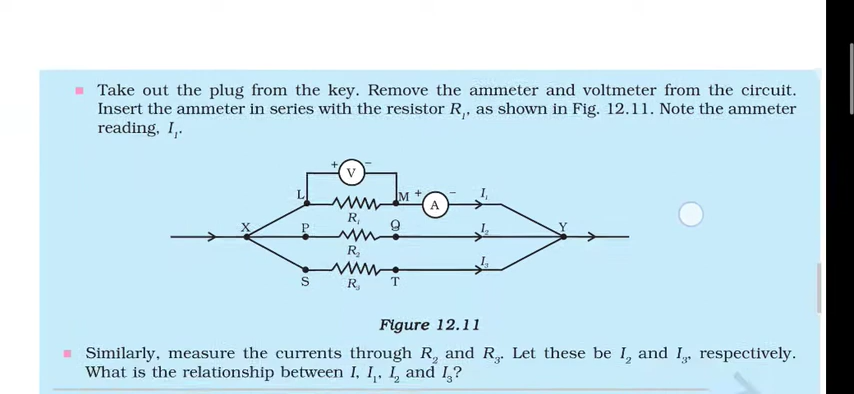 Take out the plug from the key. Remove the ammeter and voltmeter from the circuit.
Insert the ammeter in series with the resistor R₁, as shown in Fig. 12.11. Note the ammeter
reading, I₁.
+ V −
L M + A − I₁
R₁
X P Q I₂ Y
R₂
I₃
S R₃ T
Figure 12.11
Similarly, measure the currents through R₂ and R₃. Let these be I₂ and I₃, respectively.
What is the relationship between I, I₁, I₂ and I₃?